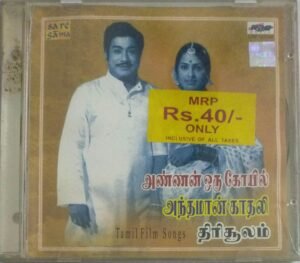 SA RE
GA MA
MRP
Rs.40/-
ONLY
INCLUSIVE OF ALL TAXES
அண்ணன் ஒரு கோயில்
அந்தமான் காதலி
Tamil Film Songs
திரிசூலம்